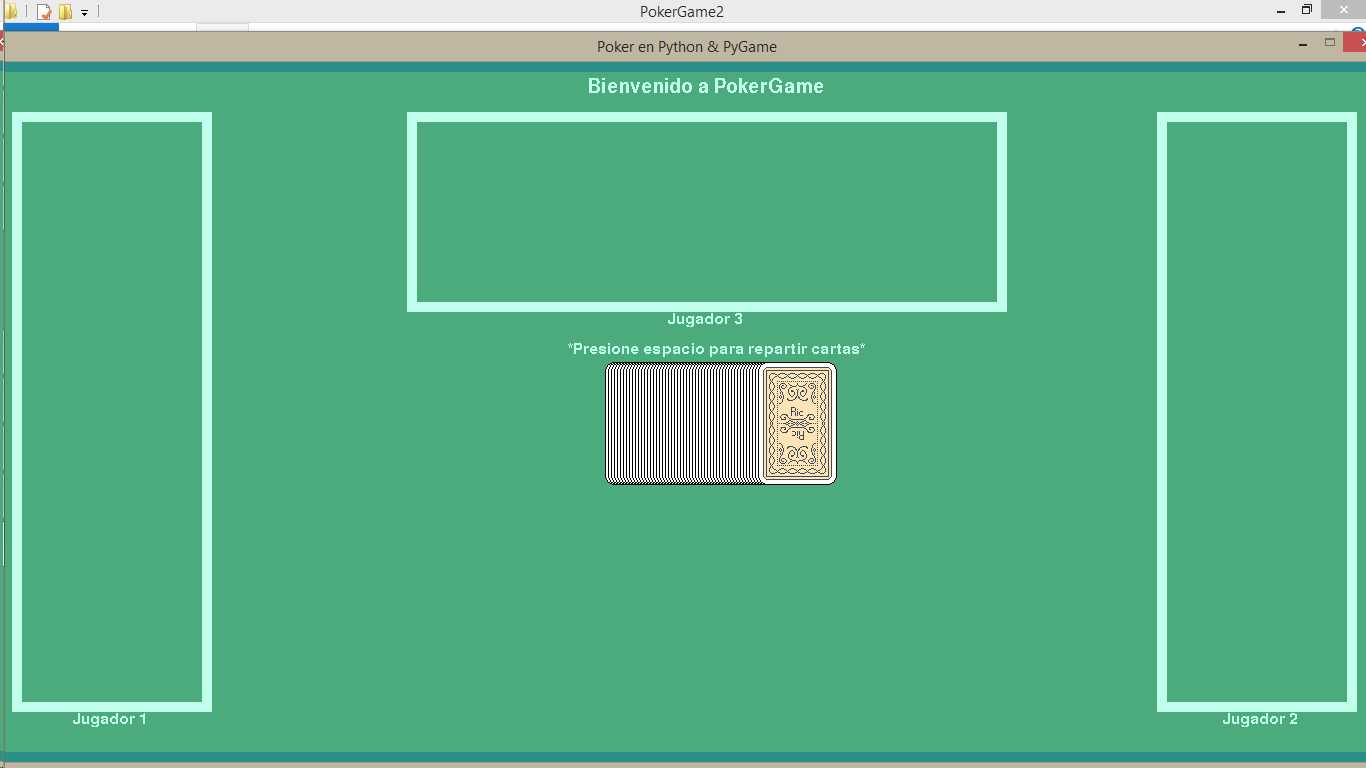 PokerGame2
Poker en Python & PyGame
Bienvenido a PokerGame
Jugador 3
*Presione espacio para repartir cartas*
Ric
Ric
Jugador 1
Jugador 2